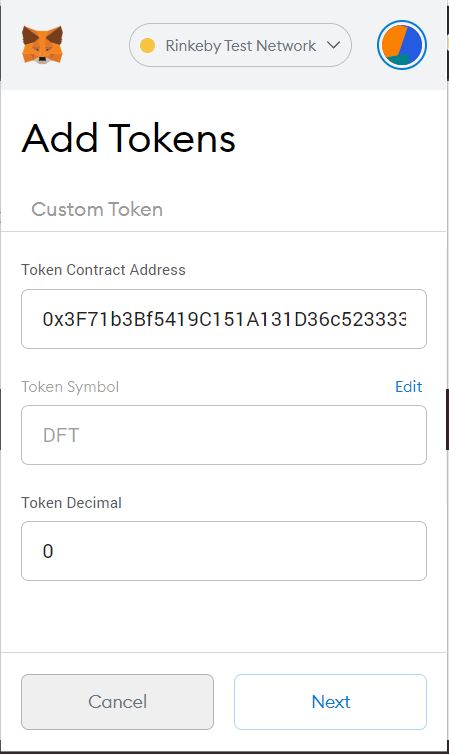 Rinkeby Test Network
Add Tokens
Custom Token
Token Contract Address
0x3F71b3Bf5419C151A131D36c523333
Token Symbol Edit
DFT
Token Decimal
0
Cancel Next